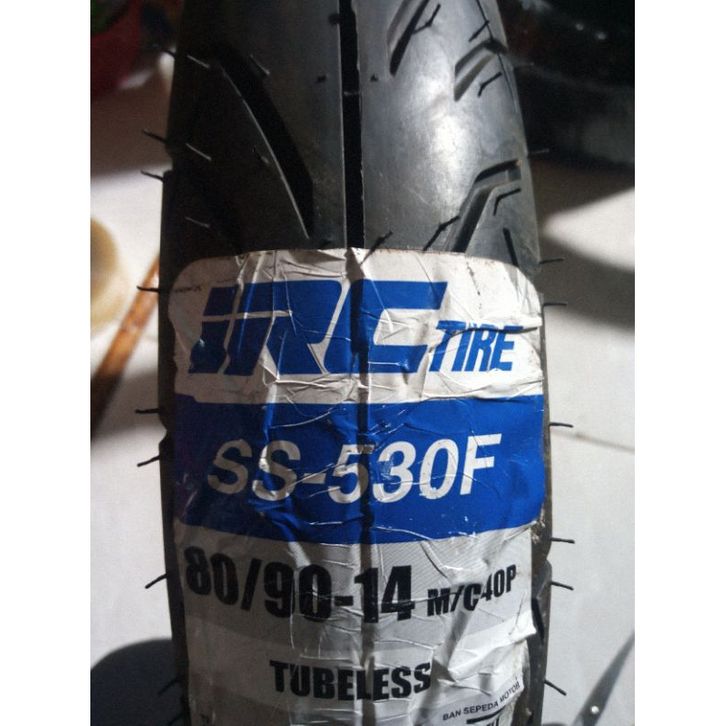 IRC TIRE
SS-530F
80/90-14 M/C 40P
TUBELESS
BAN SEPEDA MOTOR